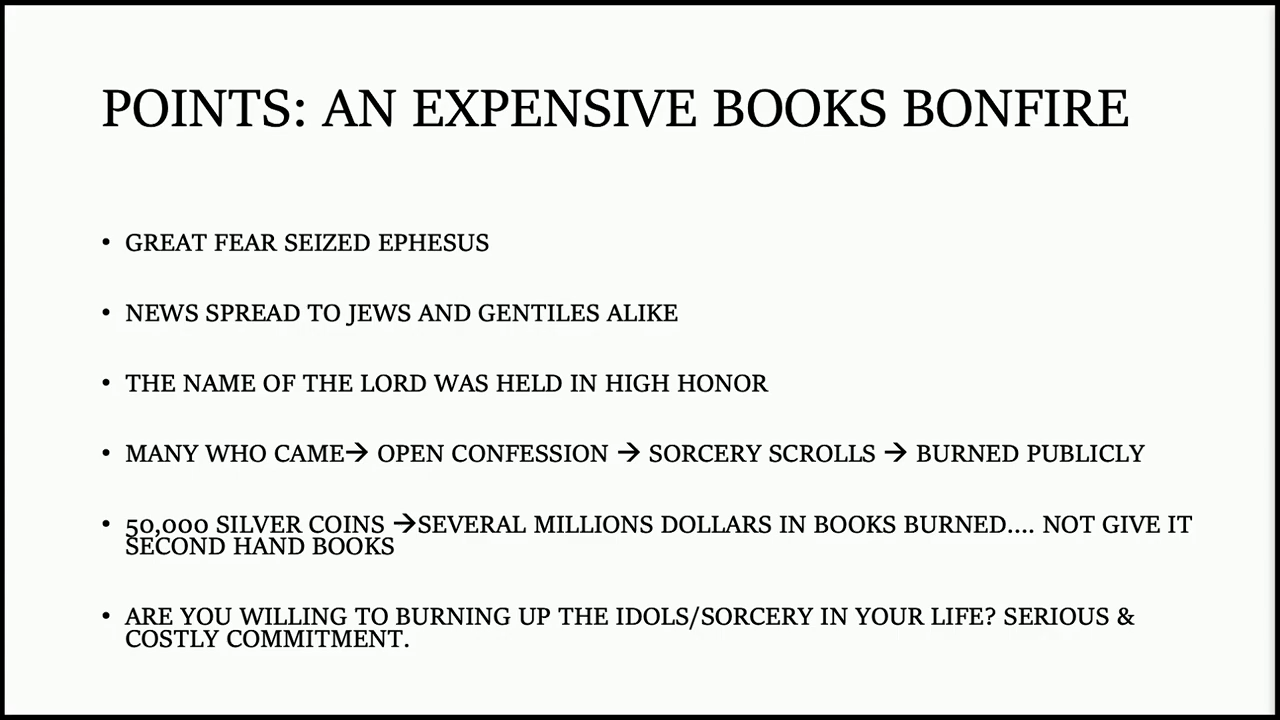 POINTS: AN EXPENSIVE BOOKS BONFIRE
• GREAT FEAR SEIZED EPHESUS
• NEWS SPREAD TO JEWS AND GENTILES ALIKE
• THE NAME OF THE LORD WAS HELD IN HIGH HONOR
• MANY WHO CAME→ OPEN CONFESSION → SORCERY SCROLLS → BURNED PUBLICLY
• 50,000 SILVER COINS →SEVERAL MILLIONS DOLLARS IN BOOKS BURNED.... NOT GIVE IT
SECOND HAND BOOKS
• ARE YOU WILLING TO BURNING UP THE IDOLS/SORCERY IN YOUR LIFE? SERIOUS &
COSTLY COMMITMENT.